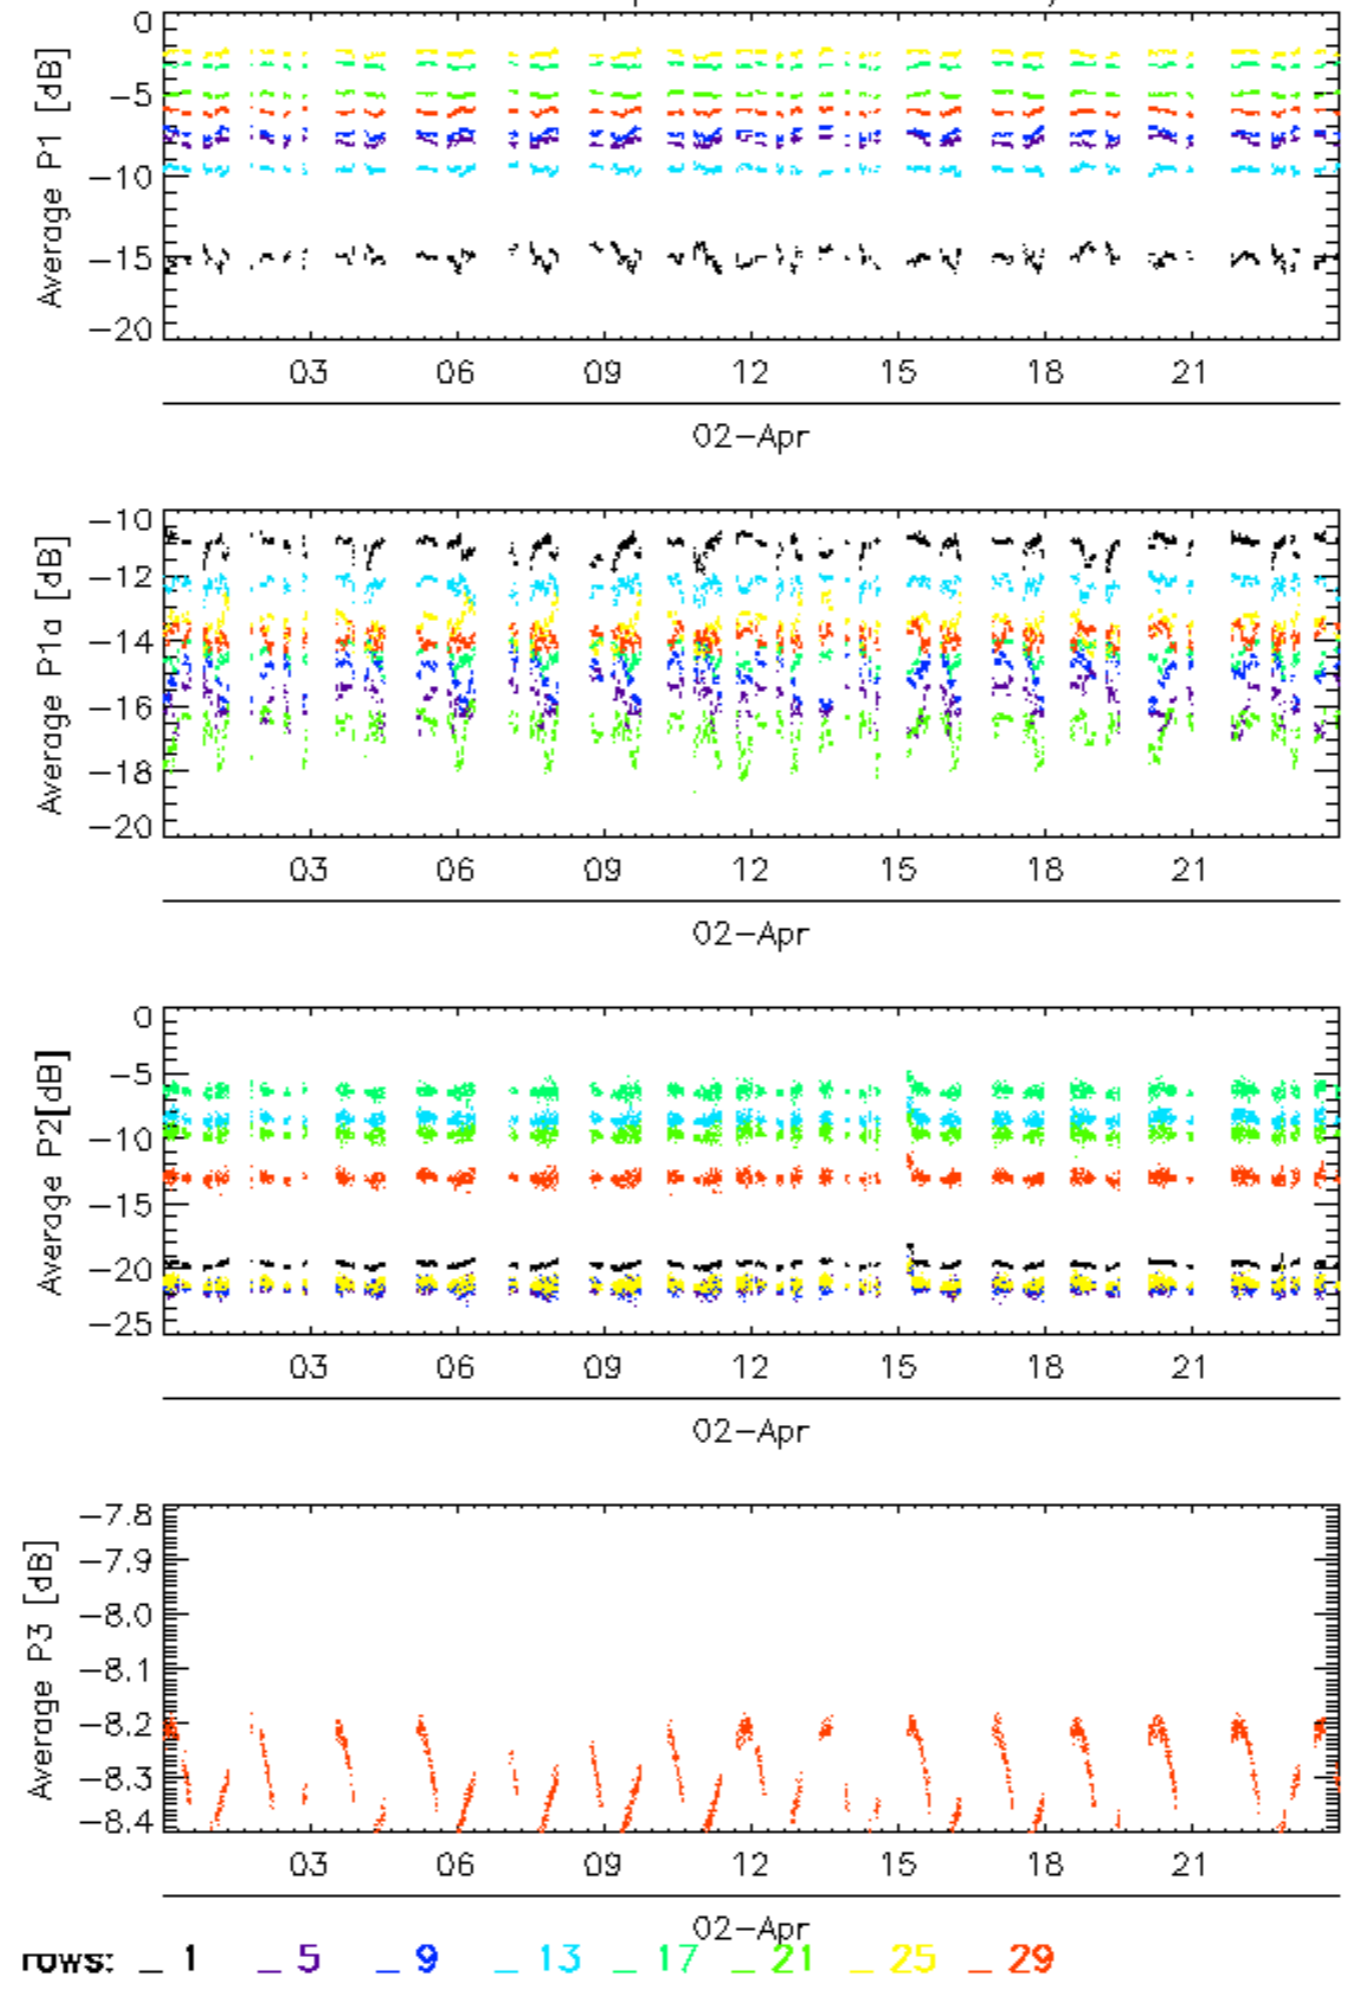 0
−5
−10
−15
−20
Average P1 [dB]
03 06 09 12 15 18 21
02−Apr
−10
−12
−14
−16
−18
−20
Average P1a [dB]
03 06 09 12 15 18 21
02−Apr
0
−5
−10
−15
−20
−25
Average P2[dB]
03 06 09 12 15 18 21
02−Apr
−7.8
−7.9
−8.0
−8.1
−8.2
−8.3
−8.4
Average P3 [dB]
03 06 09 12 15 18 21
02−Apr
rows: _ 1 _ 5 _ 9 _ 13 _ 17 _ 21 _ 25 _ 29